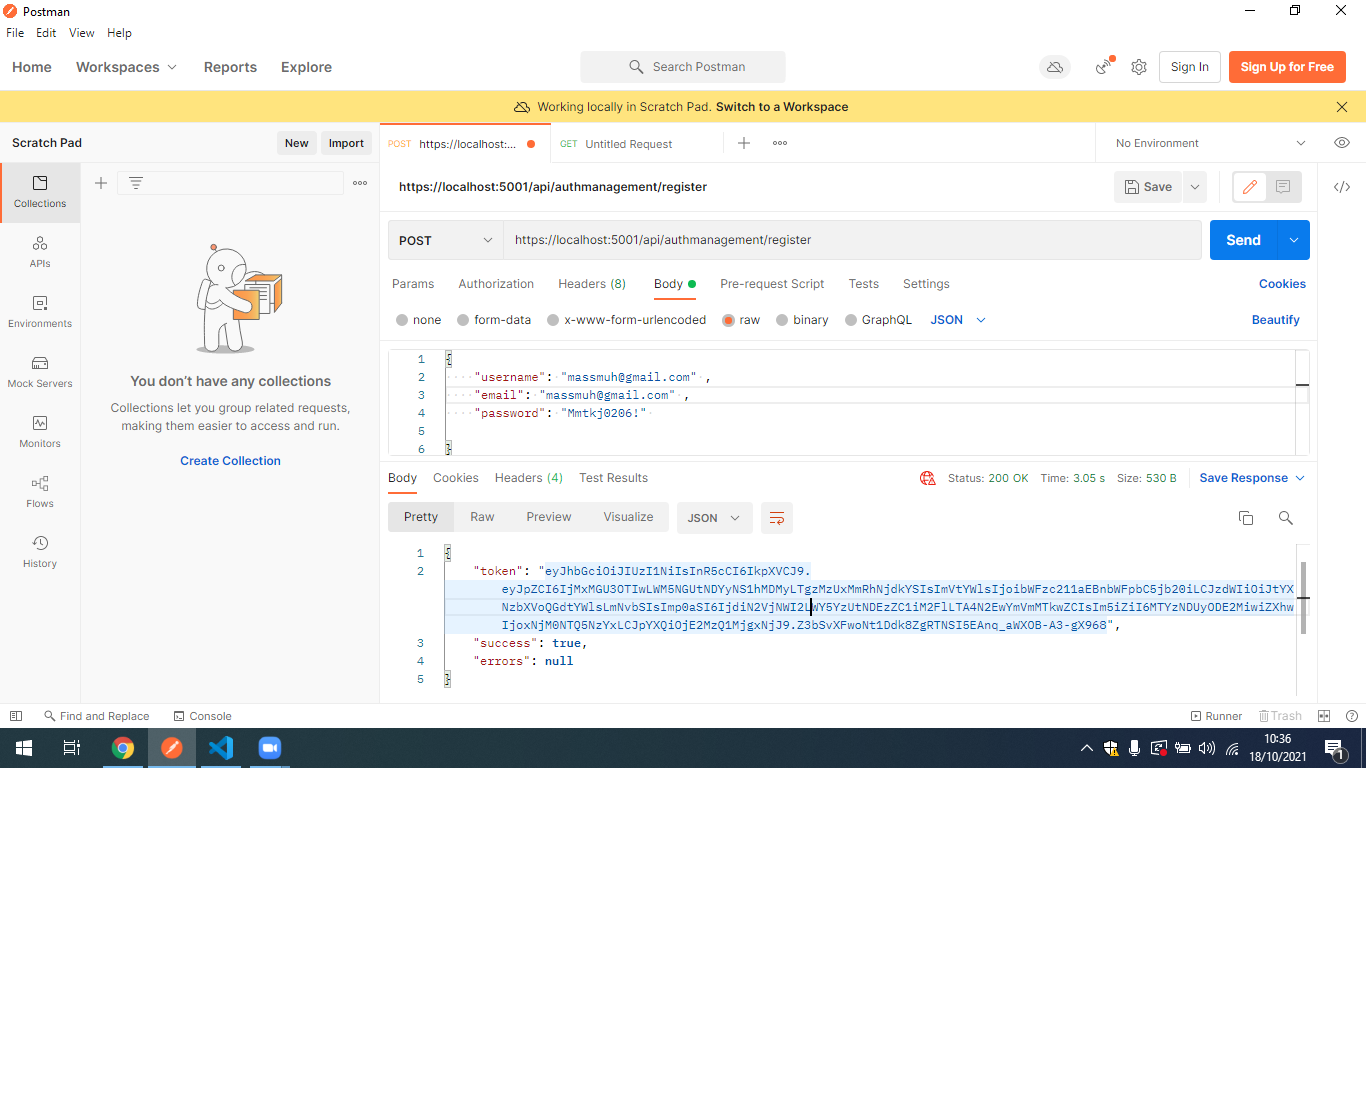 Postman
File Edit View Help
Home Workspaces Reports Explore Search Postman Sign In Sign Up for Free
Working locally in Scratch Pad. Switch to a Workspace
Scratch Pad New Import POST https://localhost:... GET Untitled Request No Environment
https://localhost:5001/api/authmanagement/register Save
Collections
APIs
Environments
Mock Servers
Monitors
Flows
History
You don't have any collections
Collections let you group related requests,
making them easier to access and run.
Create Collection
POST https://localhost:5001/api/authmanagement/register Send
Params Authorization Headers (8) Body Pre-request Script Tests Settings Cookies
none form-data x-www-form-urlencoded raw binary GraphQL JSON Beautify
1 {
2 "username": "massmuh@gmail.com" ,
3 "email": "massmuh@gmail.com" ,
4 "password": "Mmtkj0206!"
5
6 }
Body Cookies Headers (4) Test Results Status: 200 OK Time: 3.05 s Size: 530 B Save Response
Pretty Raw Preview Visualize JSON
1 {
2 "token": "eyJhbGciOiJIUzI1NiIsInR5cCI6IkpXVCJ9.
3 "success": true,
4 "errors": null
5 }
Find and Replace Console Runner Trash
10:36
18/10/2021
1